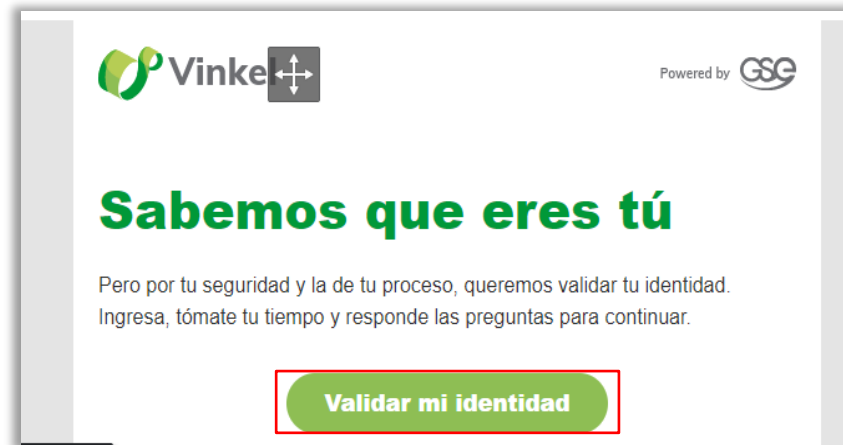 Vinkel
Powered by GSE
Sabemos que eres tú
Pero por tu seguridad y la de tu proceso, queremos validar tu identidad.
Ingresa, tómate tu tiempo y responde las preguntas para continuar.
Validar mi identidad